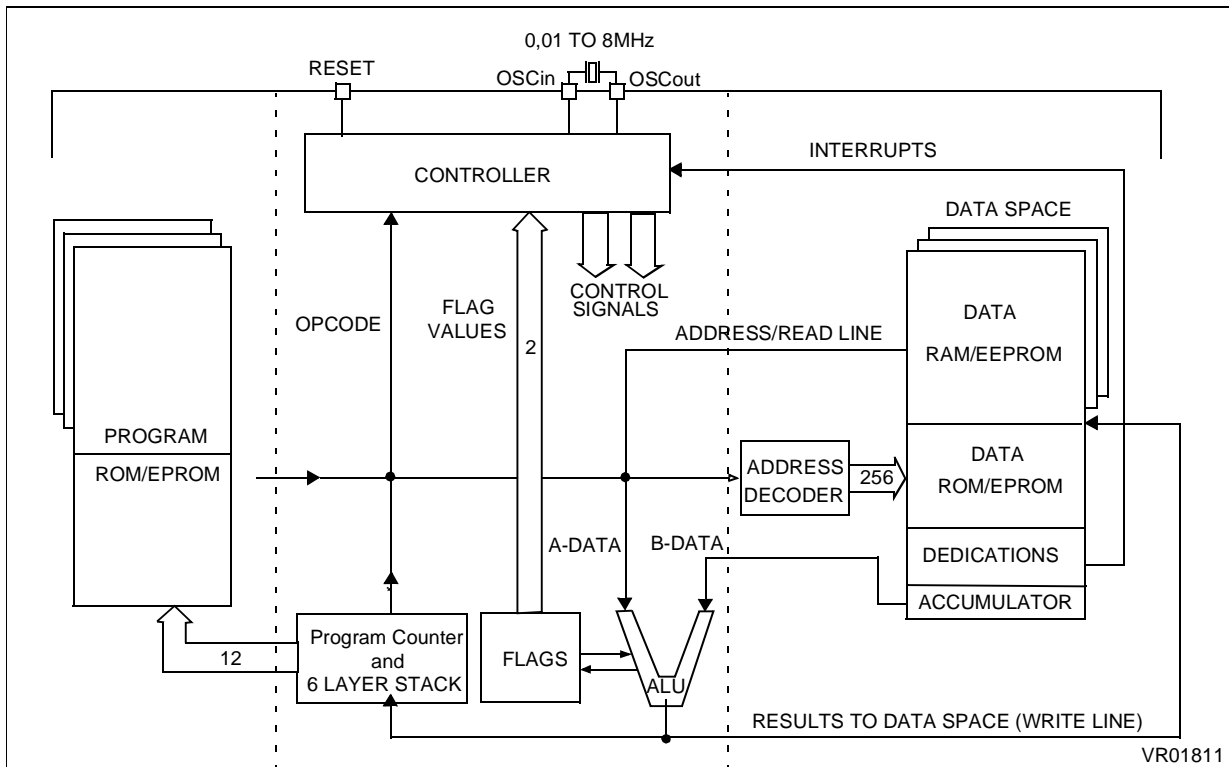 0,01 TO 8MHz
RESET
OSCin
OSCout
INTERRUPTS
CONTROLLER
DATA SPACE
CONTROL
SIGNALS
OPCODE
FLAG
VALUES
2
ADDRESS/READ LINE
DATA
RAM/EEPROM
PROGRAM
ROM/EPROM
ADDRESS
DECODER
256
DATA
ROM/EPROM
A-DATA
B-DATA
DEDICATIONS
ACCUMULATOR
12
Program Counter
and
6 LAYER STACK
FLAGS
ALU
RESULTS TO DATA SPACE (WRITE LINE)
VR01811